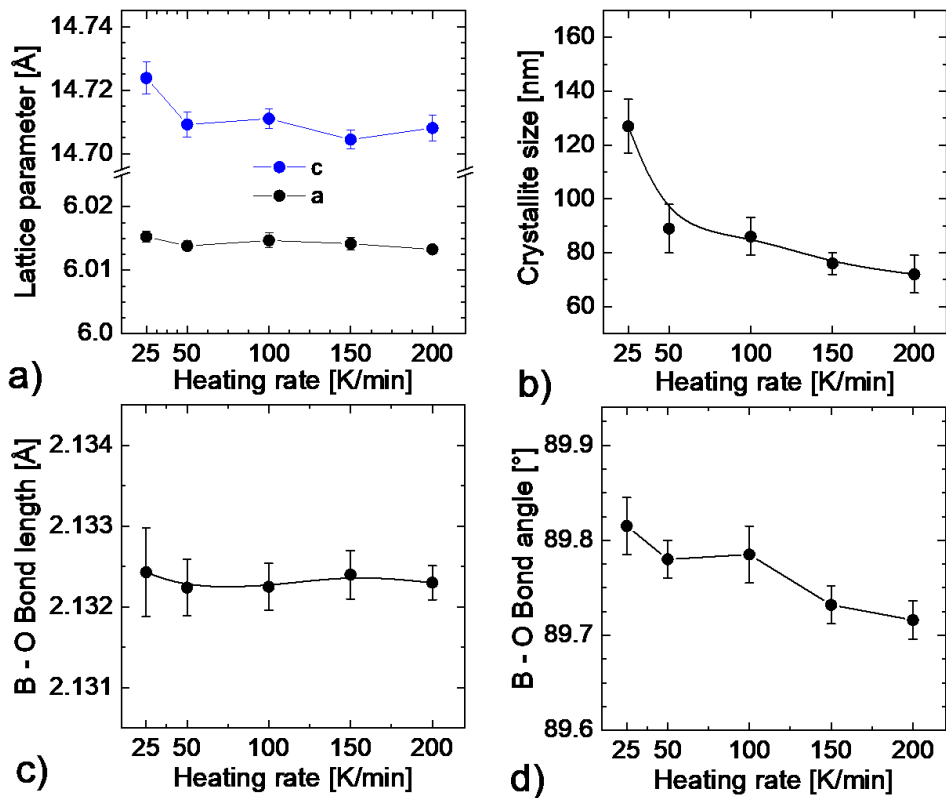 Lattice parameter [Å]
14.74
14.72
14.70
6.02
6.01
6.0
c
a
25 50 100 150 200
Heating rate [K/min]
a)
Crystallite size [nm]
160
140
120
100
80
60
25 50 100 150 200
Heating rate [K/min]
b)
B - O Bond length [Å]
2.134
2.133
2.132
2.131
25 50 100 150 200
Heating rate [K/min]
c)
B - O Bond angle [°]
89.9
89.8
89.7
89.6
25 50 100 150 200
Heating rate [K/min]
d)